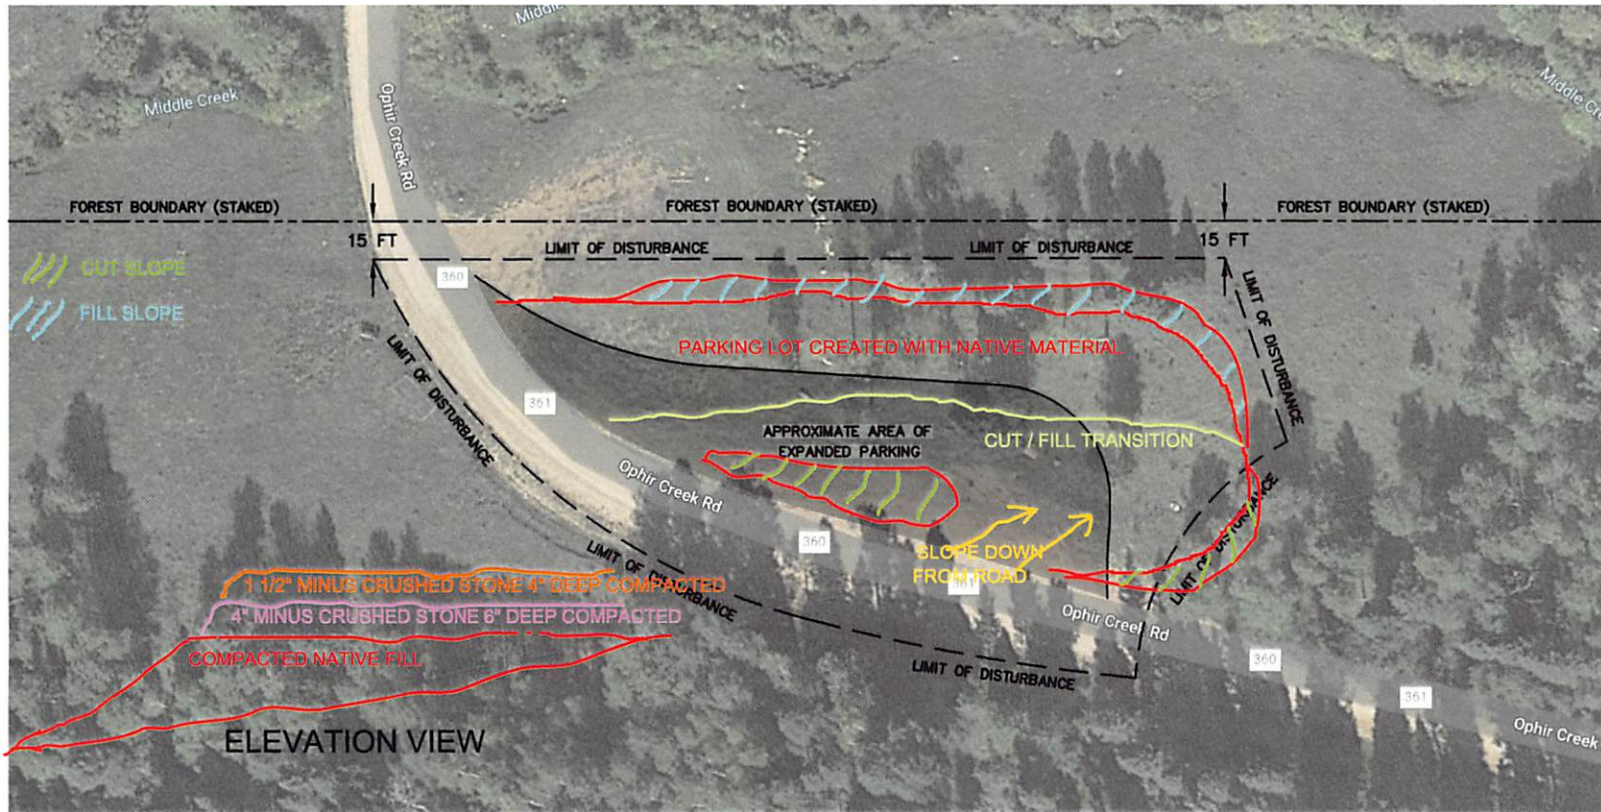 Middle
Middle Creek
Ophir Creek Rd
Middle Cre
FOREST BOUNDARY (STAKED)
FOREST BOUNDARY (STAKED)
FOREST BOUNDARY (STAKED)
15 FT
LIMIT OF DISTURBANCE
LIMIT OF DISTURBANCE
15 FT
CUT SLOPE
360
FILL SLOPE
LIMIT OF DISTURBANCE
PARKING LOT CREATED WITH NATIVE MATERIAL
LIMIT OF DISTURBANCE
361
APPROXIMATE AREA OF
EXPANDED PARKING
CUT / FILL TRANSITION
Ophir Creek Rd
LIMIT OF DISTURBANCE
360
SLOPE DOWN
FROM ROAD
361
LIMIT OF DISTURBANCE
1 1/2" MINUS CRUSHED STONE 4" DEEP COMPACTED
4" MINUS CRUSHED STONE 6" DEEP COMPACTED
COMPACTED NATIVE FILL
Ophir Creek Rd
LIMIT OF DISTURBANCE
360
361
Ophir Creek
ELEVATION VIEW